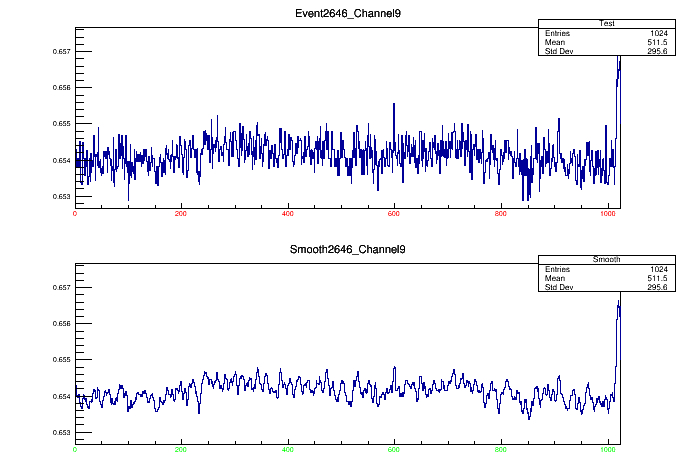 Event2646_Channel9
Test
Entries 1024
Mean 511.5
Std Dev 295.6
0.657
0.656
0.655
0.654
0.653
0 200 400 600 800 1000
Smooth2646_Channel9
Smooth
Entries 1024
Mean 511.5
Std Dev 295.6
0.657
0.656
0.655
0.654
0.653
0 200 400 600 800 1000